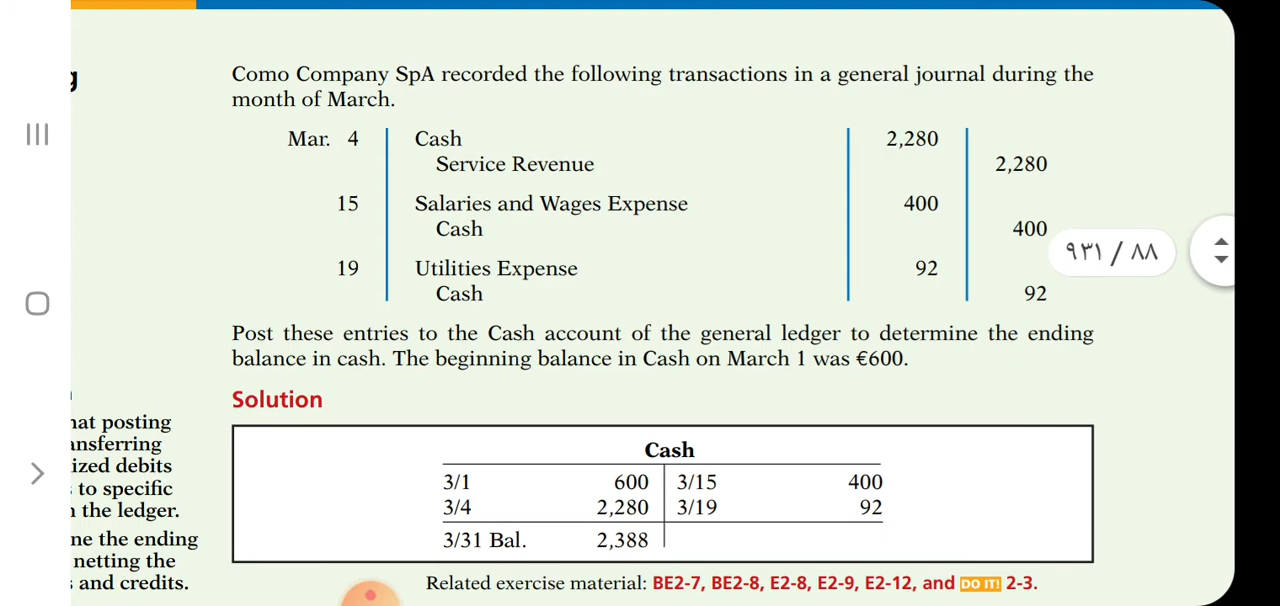 Como Company SpA recorded the following transactions in a general journal during the
month of March.
Mar. 4 Cash 2,280
Service Revenue 2,280
15 Salaries and Wages Expense 400
Cash 400
19 Utilities Expense 92
Cash 92
٩٣١ / ٨٨
Post these entries to the Cash account of the general ledger to determine the ending
balance in cash. The beginning balance in Cash on March 1 was €600.
Solution
hat posting
ansferring
ized debits
to specific
the ledger.
ne the ending
netting the
and credits.
Cash
3/1 600 3/15 400
3/4 2,280 3/19 92
3/31 Bal. 2,388
Related exercise material: BE2-7, BE2-8, E2-8, E2-9, E2-12, and DO IT! 2-3.